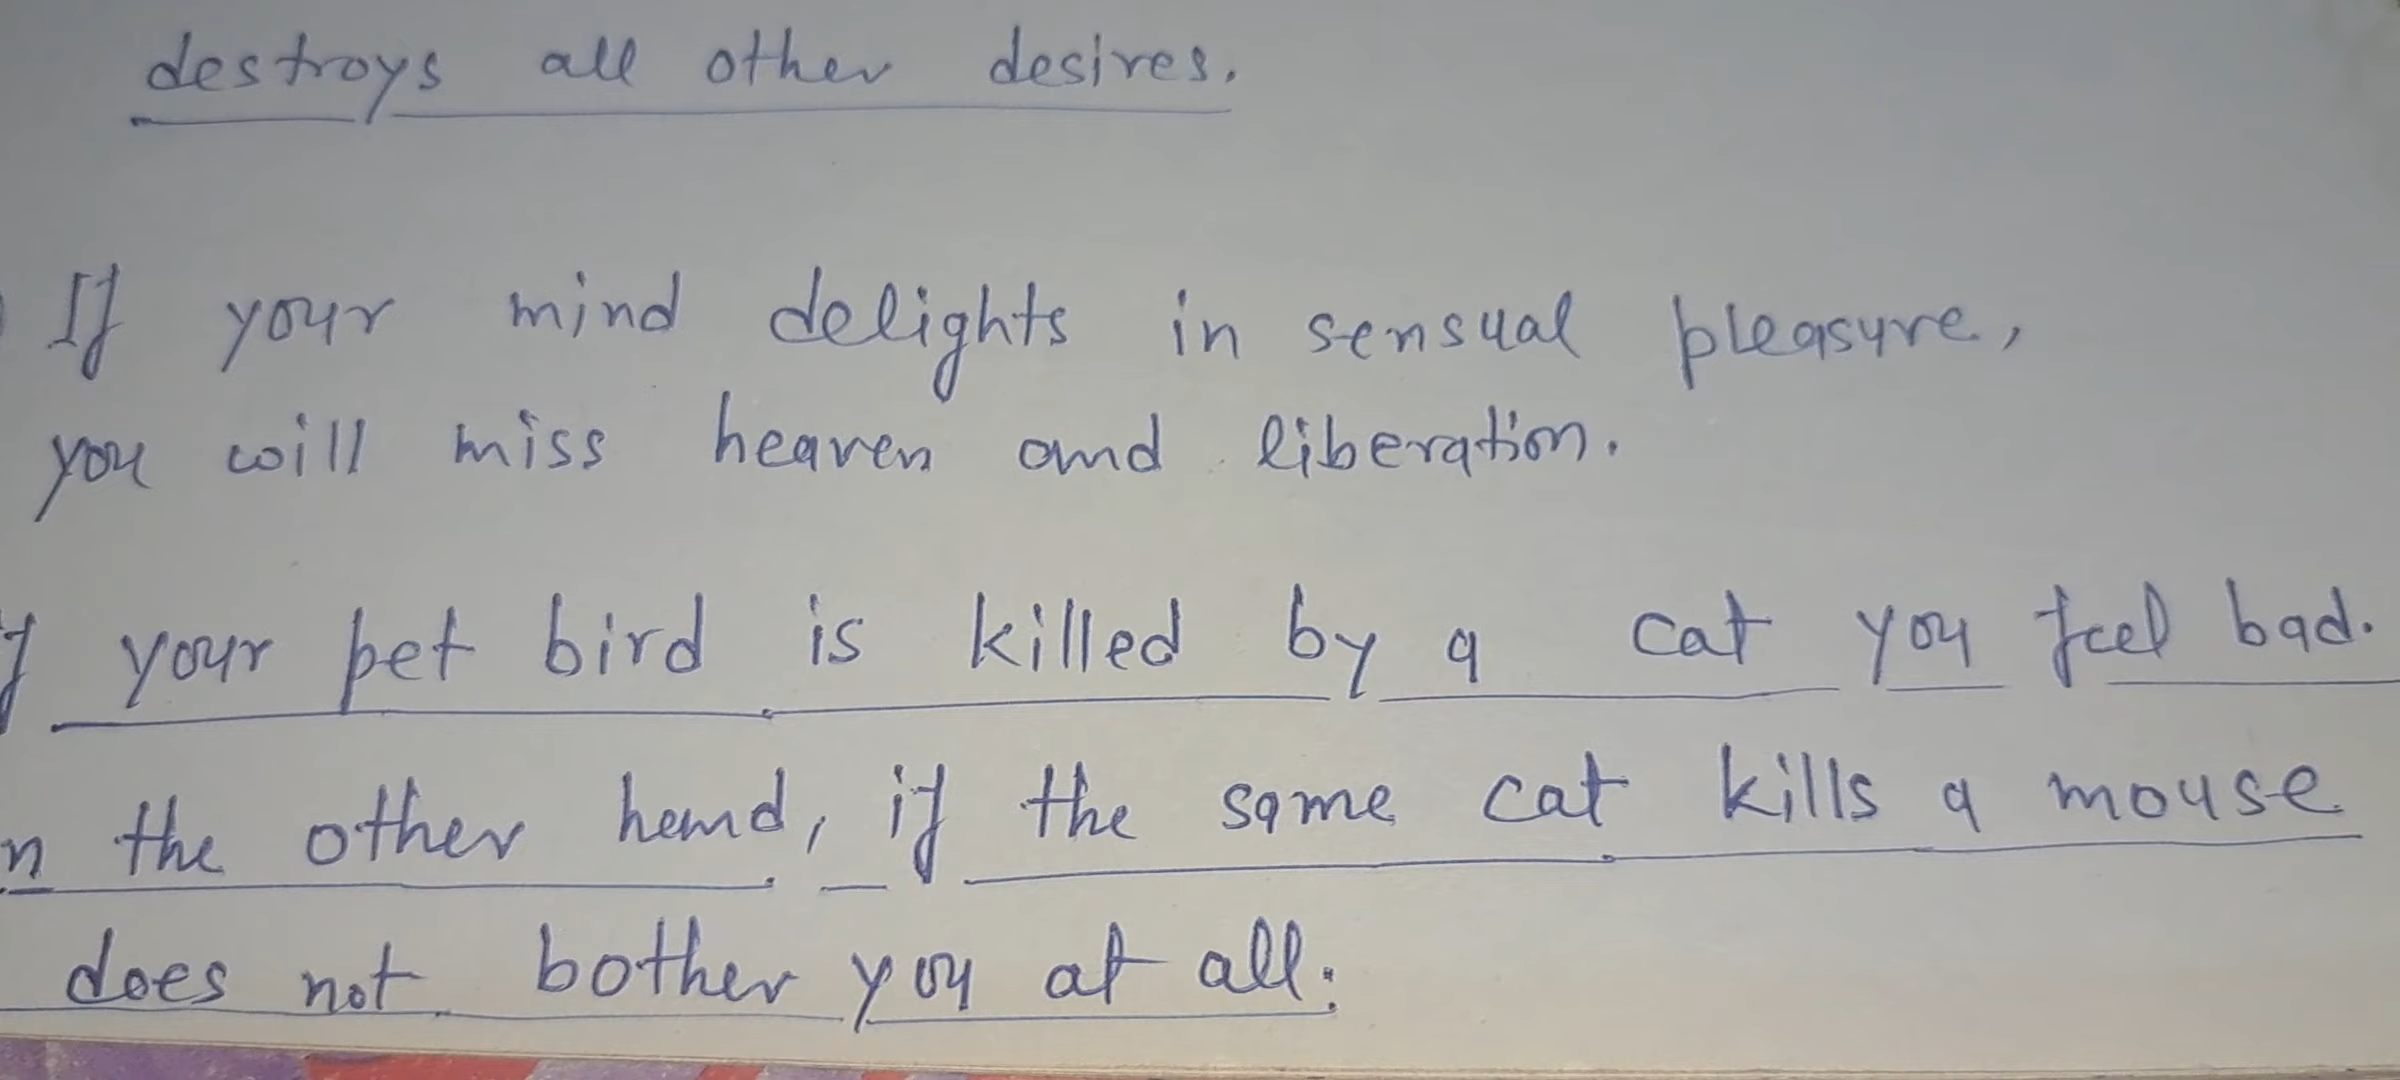 destroys all other desires.
If your mind delights in sensual pleasure,
you will miss heaven and liberation.
f your pet bird is killed by a cat you feel bad.
n the other hand, if the same cat kills a mouse
does not bother you at all.